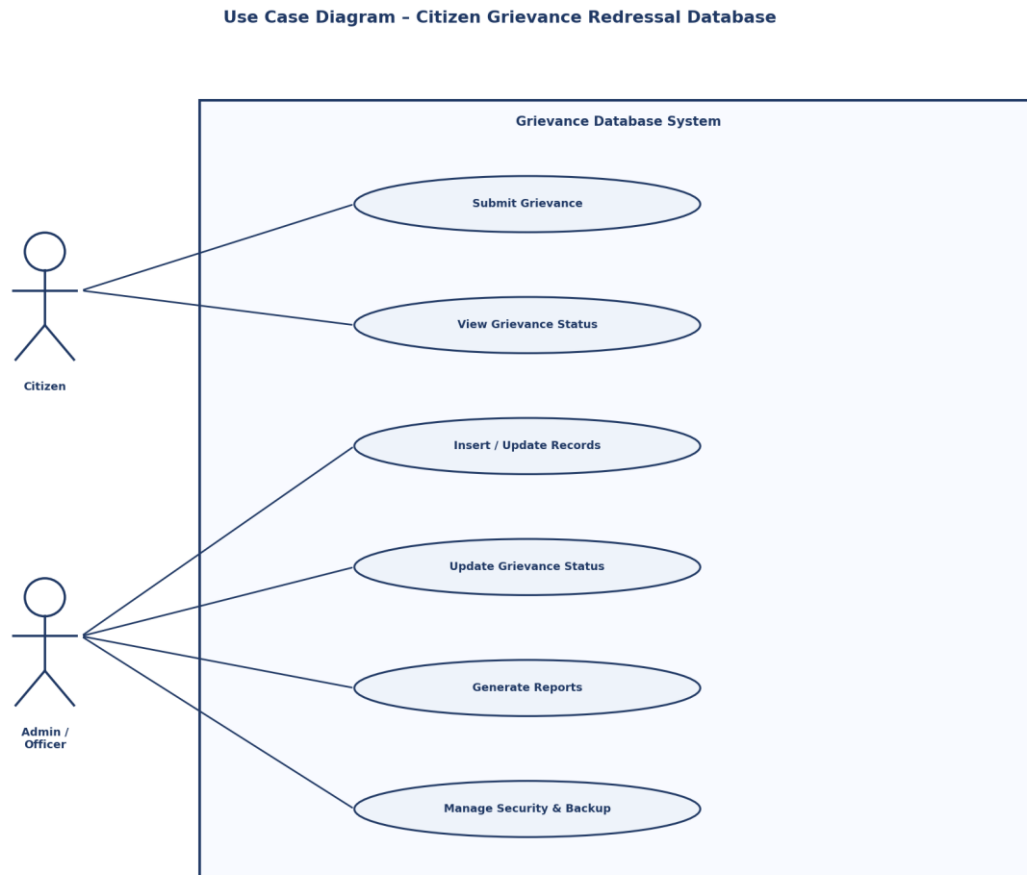 Use Case Diagram – Citizen Grievance Redressal Database
Grievance Database System
Submit Grievance
View Grievance Status
Citizen
Insert / Update Records
Update Grievance Status
Generate Reports
Admin /
Officer
Manage Security & Backup